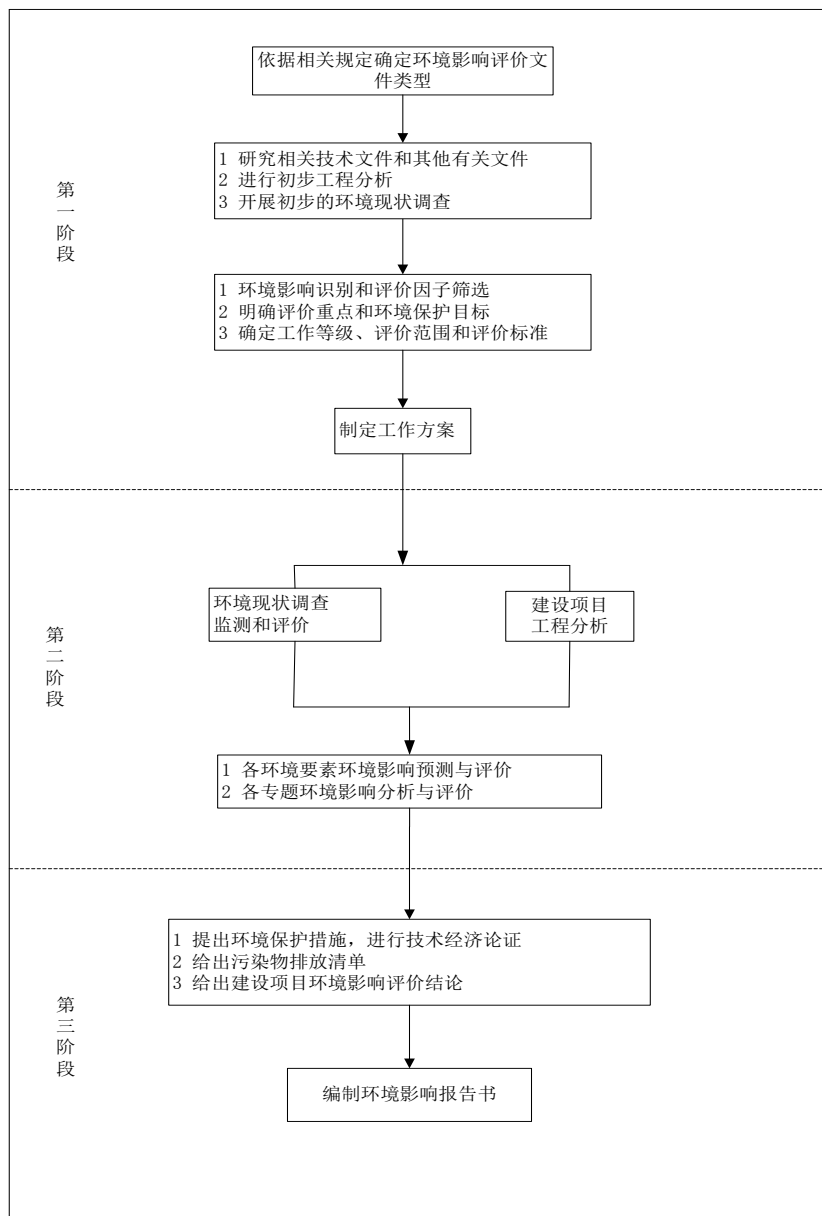 依据相关规定确定环境影响评价文
件类型
1 研究相关技术文件和其他有关文件
2 进行初步工程分析
3 开展初步的环境现状调查
第一阶段
1 环境影响识别和评价因子筛选
2 明确评价重点和环境保护目标
3 确定工作等级、评价范围和评价标准
制定工作方案
环境现状调查
监测和评价
建设项目
工程分析
第二阶段
1 各环境要素环境影响预测与评价
2 各专题环境影响分析与评价
1 提出环境保护措施，进行技术经济论证
2 给出污染物排放清单
3 给出建设项目环境影响评价结论
第三阶段
编制环境影响报告书